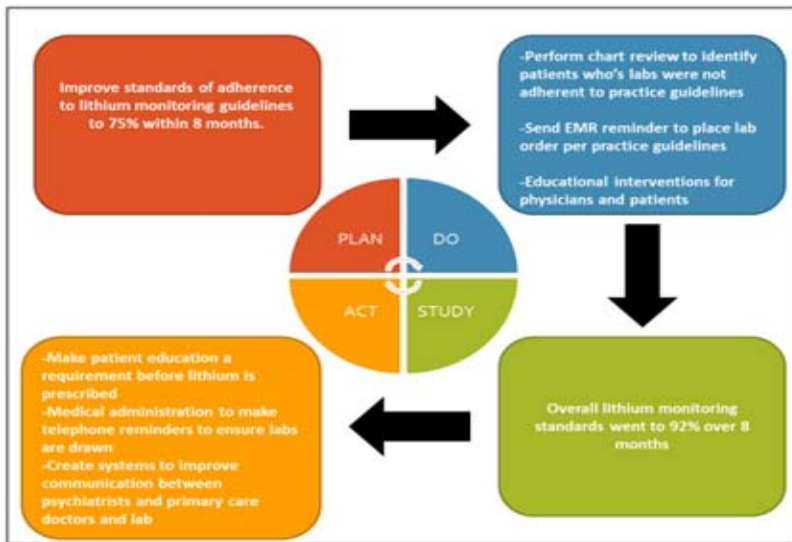 Improve standards of adherence
to lithium monitoring guidelines
to 75% within 8 months.
-Perform chart review to identify
patients who's labs were not
adherent to practice guidelines
-Send EMR reminder to place lab
order per practice guidelines
-Educational interventions for
physicians and patients
PLAN
DO
ACT
STUDY
-Make patient education a
requirement before lithium is
prescribed
-Medical administration to make
telephone reminders to ensure labs
are drawn
-Create systems to improve
communication between
psychiatrists and primary care
doctors and lab
Overall lithium monitoring
standards went to 92% over 8
months